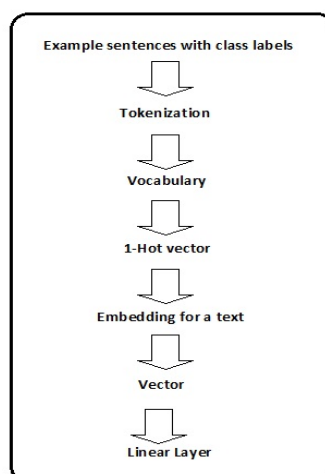 Example sentences with class labels
Tokenization
Vocabulary
1-Hot vector
Embedding for a text
Vector
Linear Layer